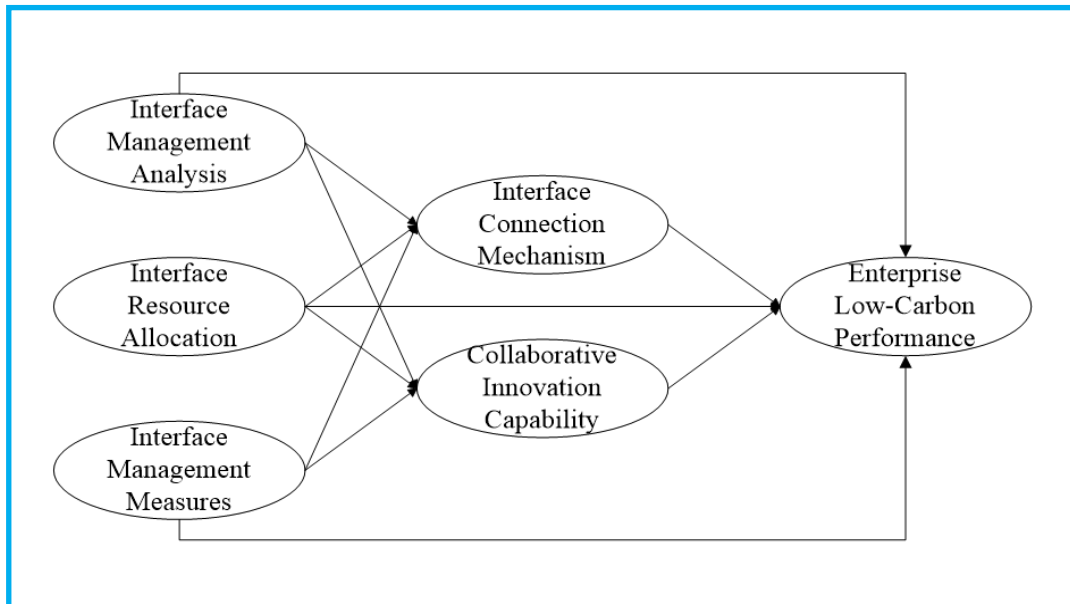 Interface
Management
Analysis
Interface
Resource
Allocation
Interface
Management
Measures
Interface
Connection
Mechanism
Collaborative
Innovation
Capability
Enterprise
Low-Carbon
Performance